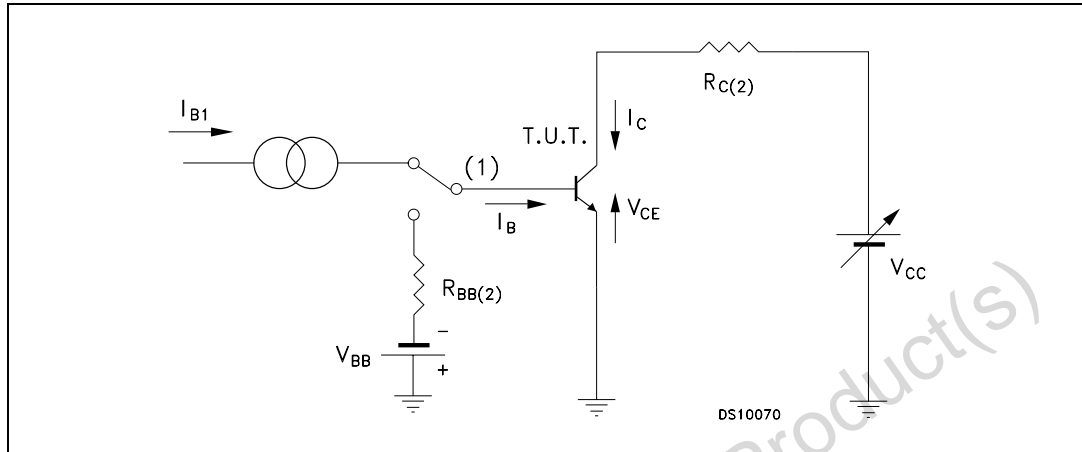 I_B1
R_C(2)
I_C
T.U.T.
(1)
V_CE
I_B
V_CC
R_BB(2)
−
V_BB
+
DS10070
Product(s)